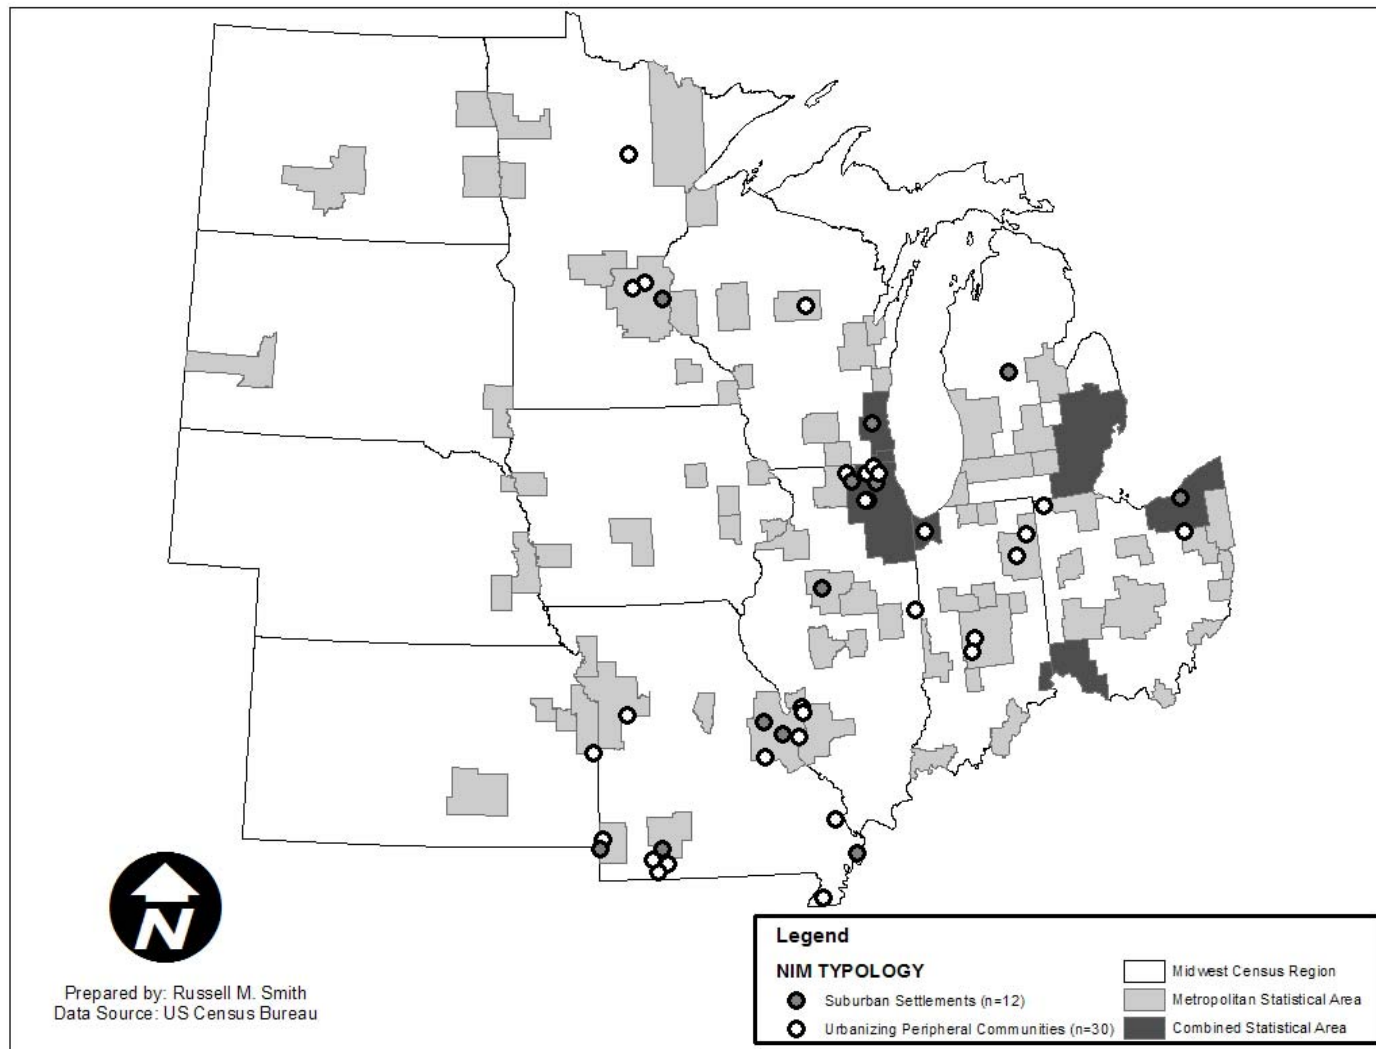 N
Prepared by: Russell M. Smith
Data Source: US Census Bureau
Legend
NIM TYPOLOGY
Suburban Settlements (n=12)
Urbanizing Peripheral Communities (n=30)
Midwest Census Region
Metropolitan Statistical Area
Combined Statistical Area